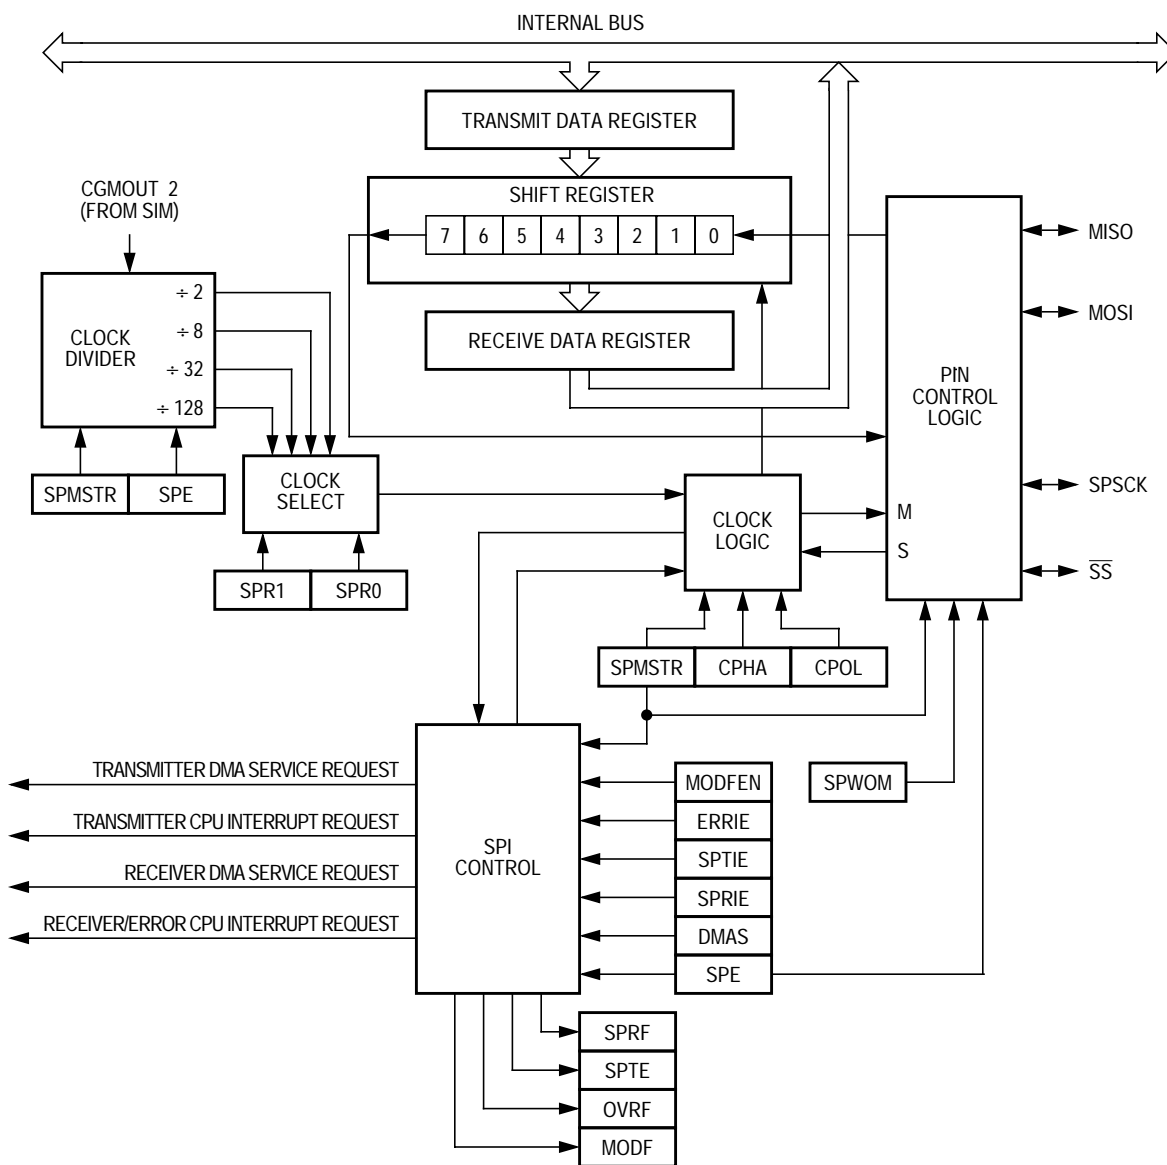 INTERNAL BUS
TRANSMIT DATA REGISTER
SHIFT REGISTER
7 6 5 4 3 2 1 0
RECEIVE DATA REGISTER
CGMOUT 2
(FROM SIM)
CLOCK
DIVIDER
÷ 2
÷ 8
÷ 32
÷ 128
SPMSTR SPE
CLOCK
SELECT
SPR1 SPR0
CLOCK
LOGIC
SPMSTR CPHA CPOL
PIN
CONTROL
LOGIC
M
S
MISO
MOSI
SPSCK
SS
TRANSMITTER DMA SERVICE REQUEST
TRANSMITTER CPU INTERRUPT REQUEST
RECEIVER DMA SERVICE REQUEST
RECEIVER/ERROR CPU INTERRUPT REQUEST
SPI
CONTROL
MODFEN
ERRIE
SPTIE
SPRIE
DMAS
SPE
SPWOM
SPRF
SPTE
OVRF
MODF